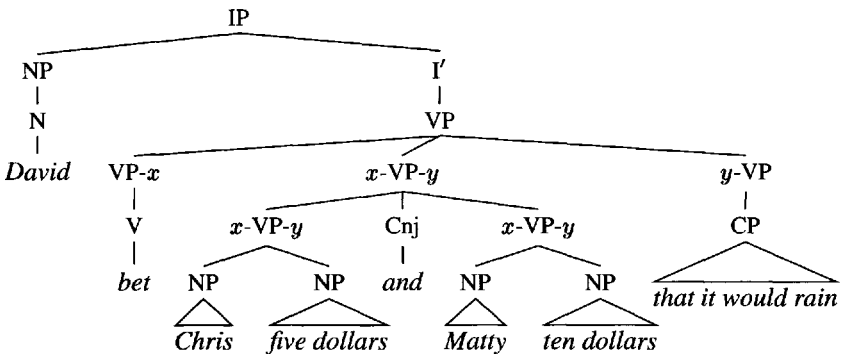 IP
NP I′
N VP
David VP-x x-VP-y y-VP
V x-VP-y Cnj x-VP-y CP
bet NP NP and NP NP that it would rain
Chris five dollars Matty ten dollars